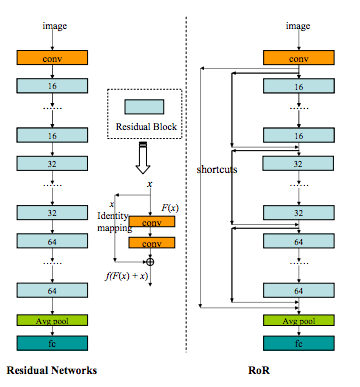 image
conv
16
......
16
32
......
32
64
......
64
Avg pool
fc
Residual Networks
Residual Block
x
x
F(x)
Identity
mapping
conv
conv
f(F(x) + x)
image
conv
16
......
16
shortcuts
32
......
32
64
......
64
Avg pool
fc
RoR